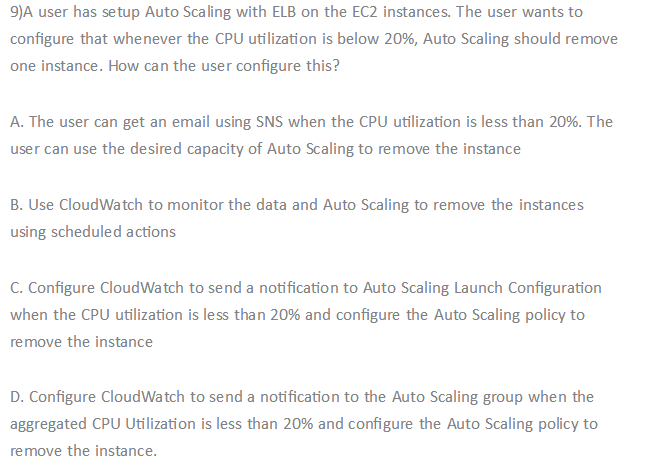 9)A user has setup Auto Scaling with ELB on the EC2 instances. The user wants to
configure that whenever the CPU utilization is below 20%, Auto Scaling should remove
one instance. How can the user configure this?
A. The user can get an email using SNS when the CPU utilization is less than 20%. The
user can use the desired capacity of Auto Scaling to remove the instance
B. Use CloudWatch to monitor the data and Auto Scaling to remove the instances
using scheduled actions
C. Configure CloudWatch to send a notification to Auto Scaling Launch Configuration
when the CPU utilization is less than 20% and configure the Auto Scaling policy to
remove the instance
D. Configure CloudWatch to send a notification to the Auto Scaling group when the
aggregated CPU Utilization is less than 20% and configure the Auto Scaling policy to
remove the instance.